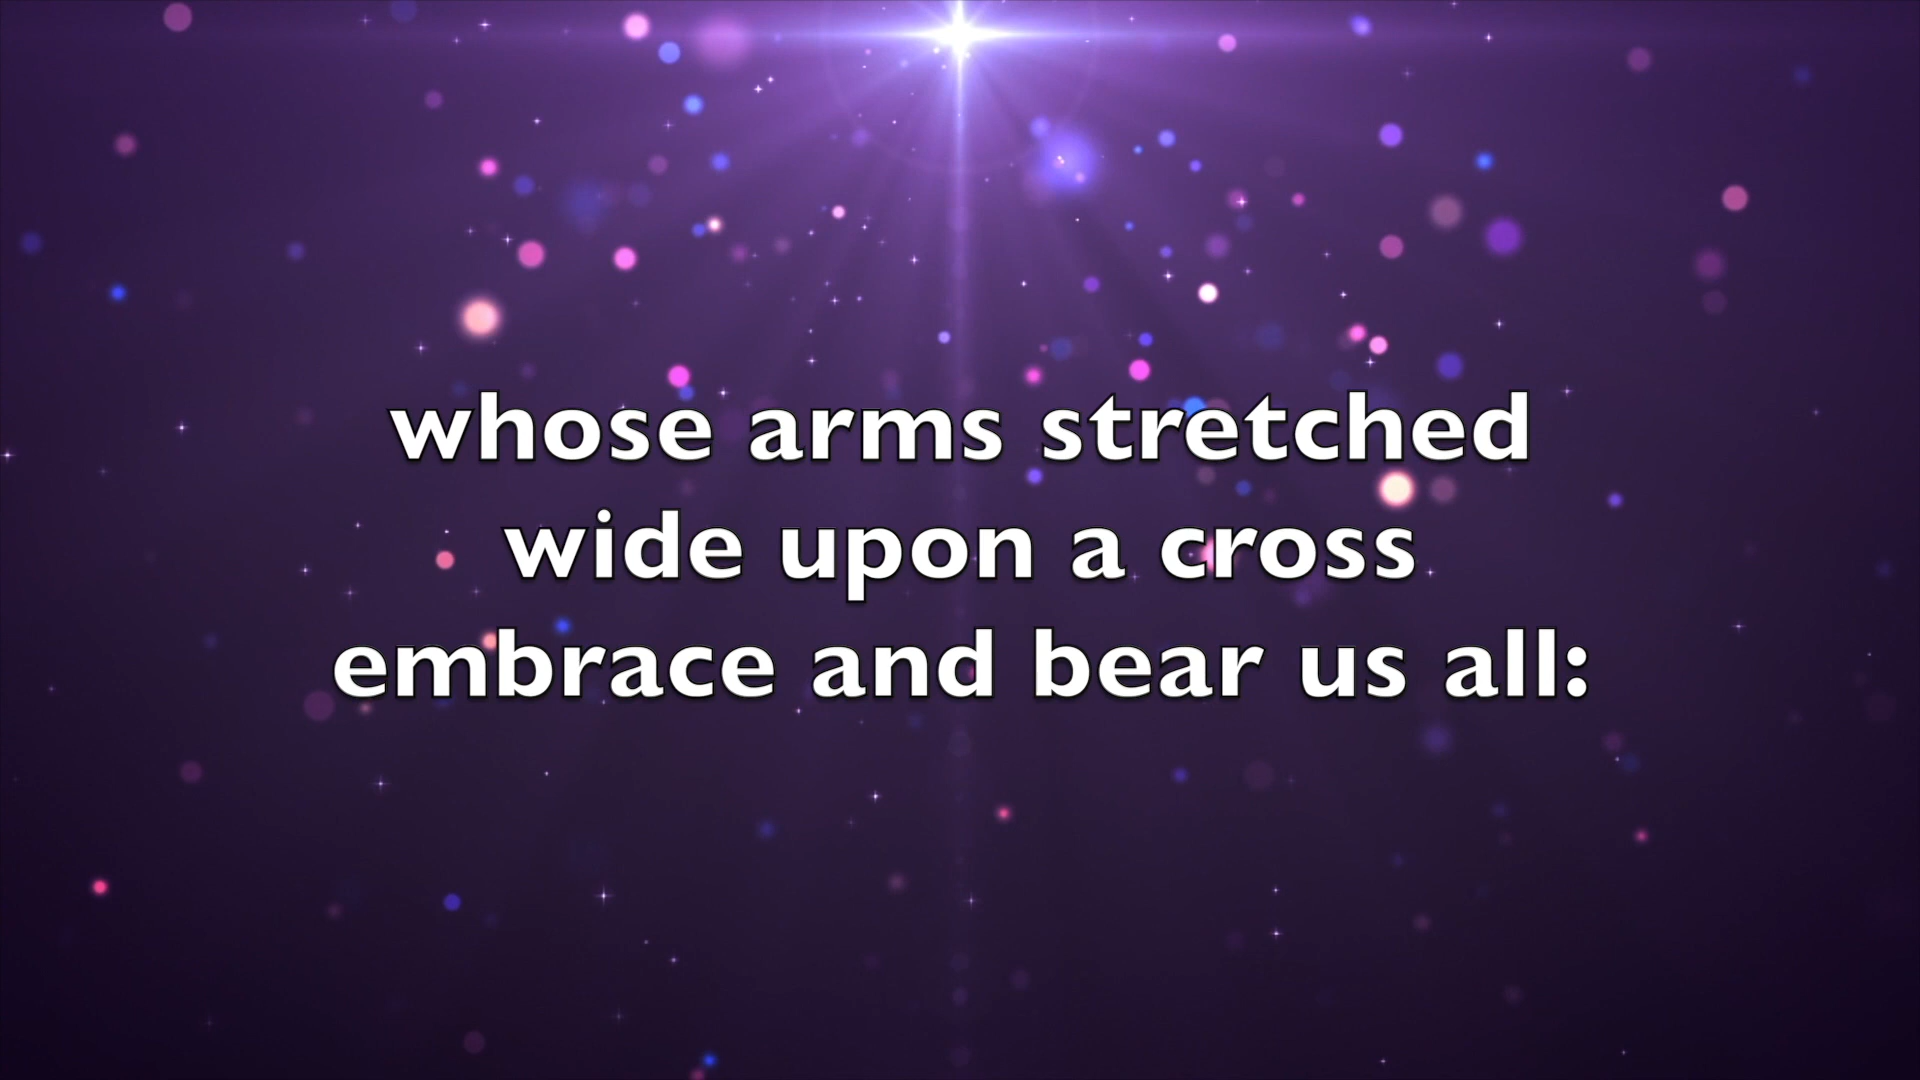 whose arms stretched
wide upon a cross
embrace and bear us all: